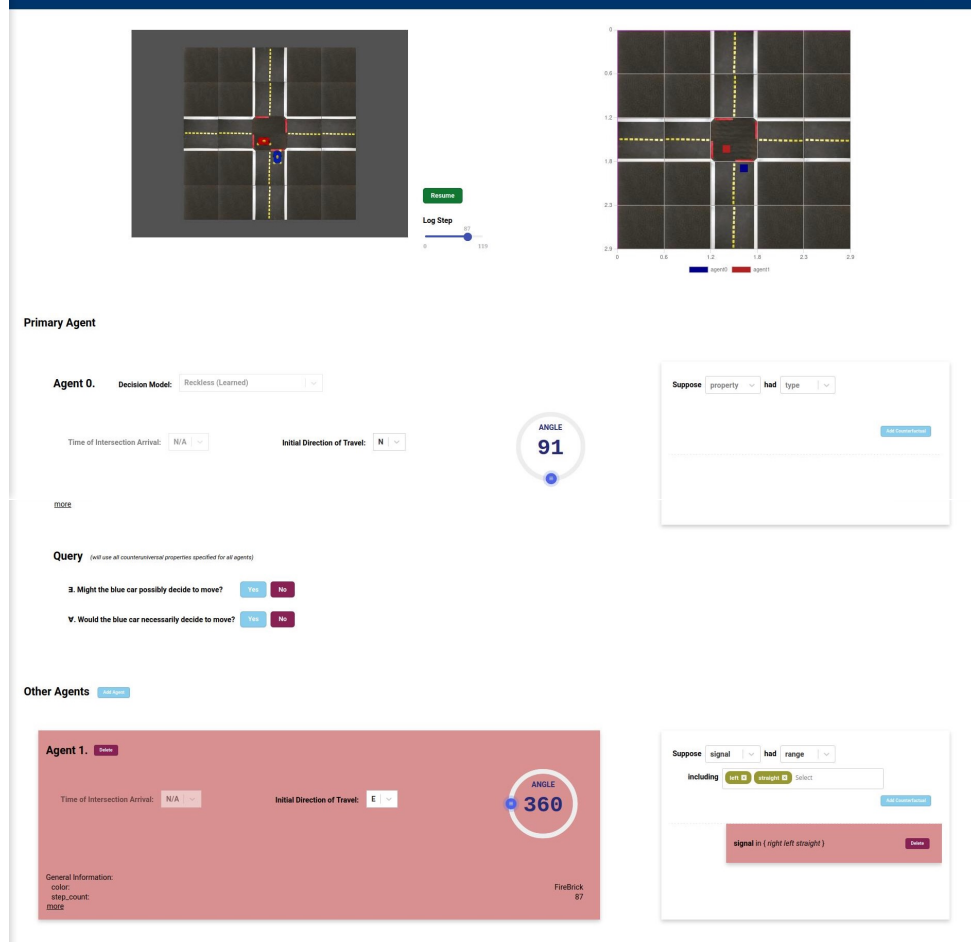 0
0.6
1.2
1.8
2.3
2.9
0 0.6 1.2 1.8 2.3 2.9
agent0 agent1
Resume
Log Step
87
0
Primary Agent
Agent 0. Decision Model: Reckless (Learned)
Time of Intersection Arrival: N/A Initial Direction of Travel: N
ANGLE
91
more
Suppose property had type
Add Counterfactual
Query (will use all counteruniversal properties specified for all agents)
∃. Might the blue car possibly decide to move? Yes No
∀. Would the blue car necessarily decide to move? Yes No
Other Agents Add Agent
Agent 1. Delete
Time of Intersection Arrival: N/A Initial Direction of Travel: E
ANGLE
360
General Information:
color: FireBrick
step_count: 87
more
Suppose signal had range
including left straight Select
Add Counterfactual
signal in { right left straight } Delete